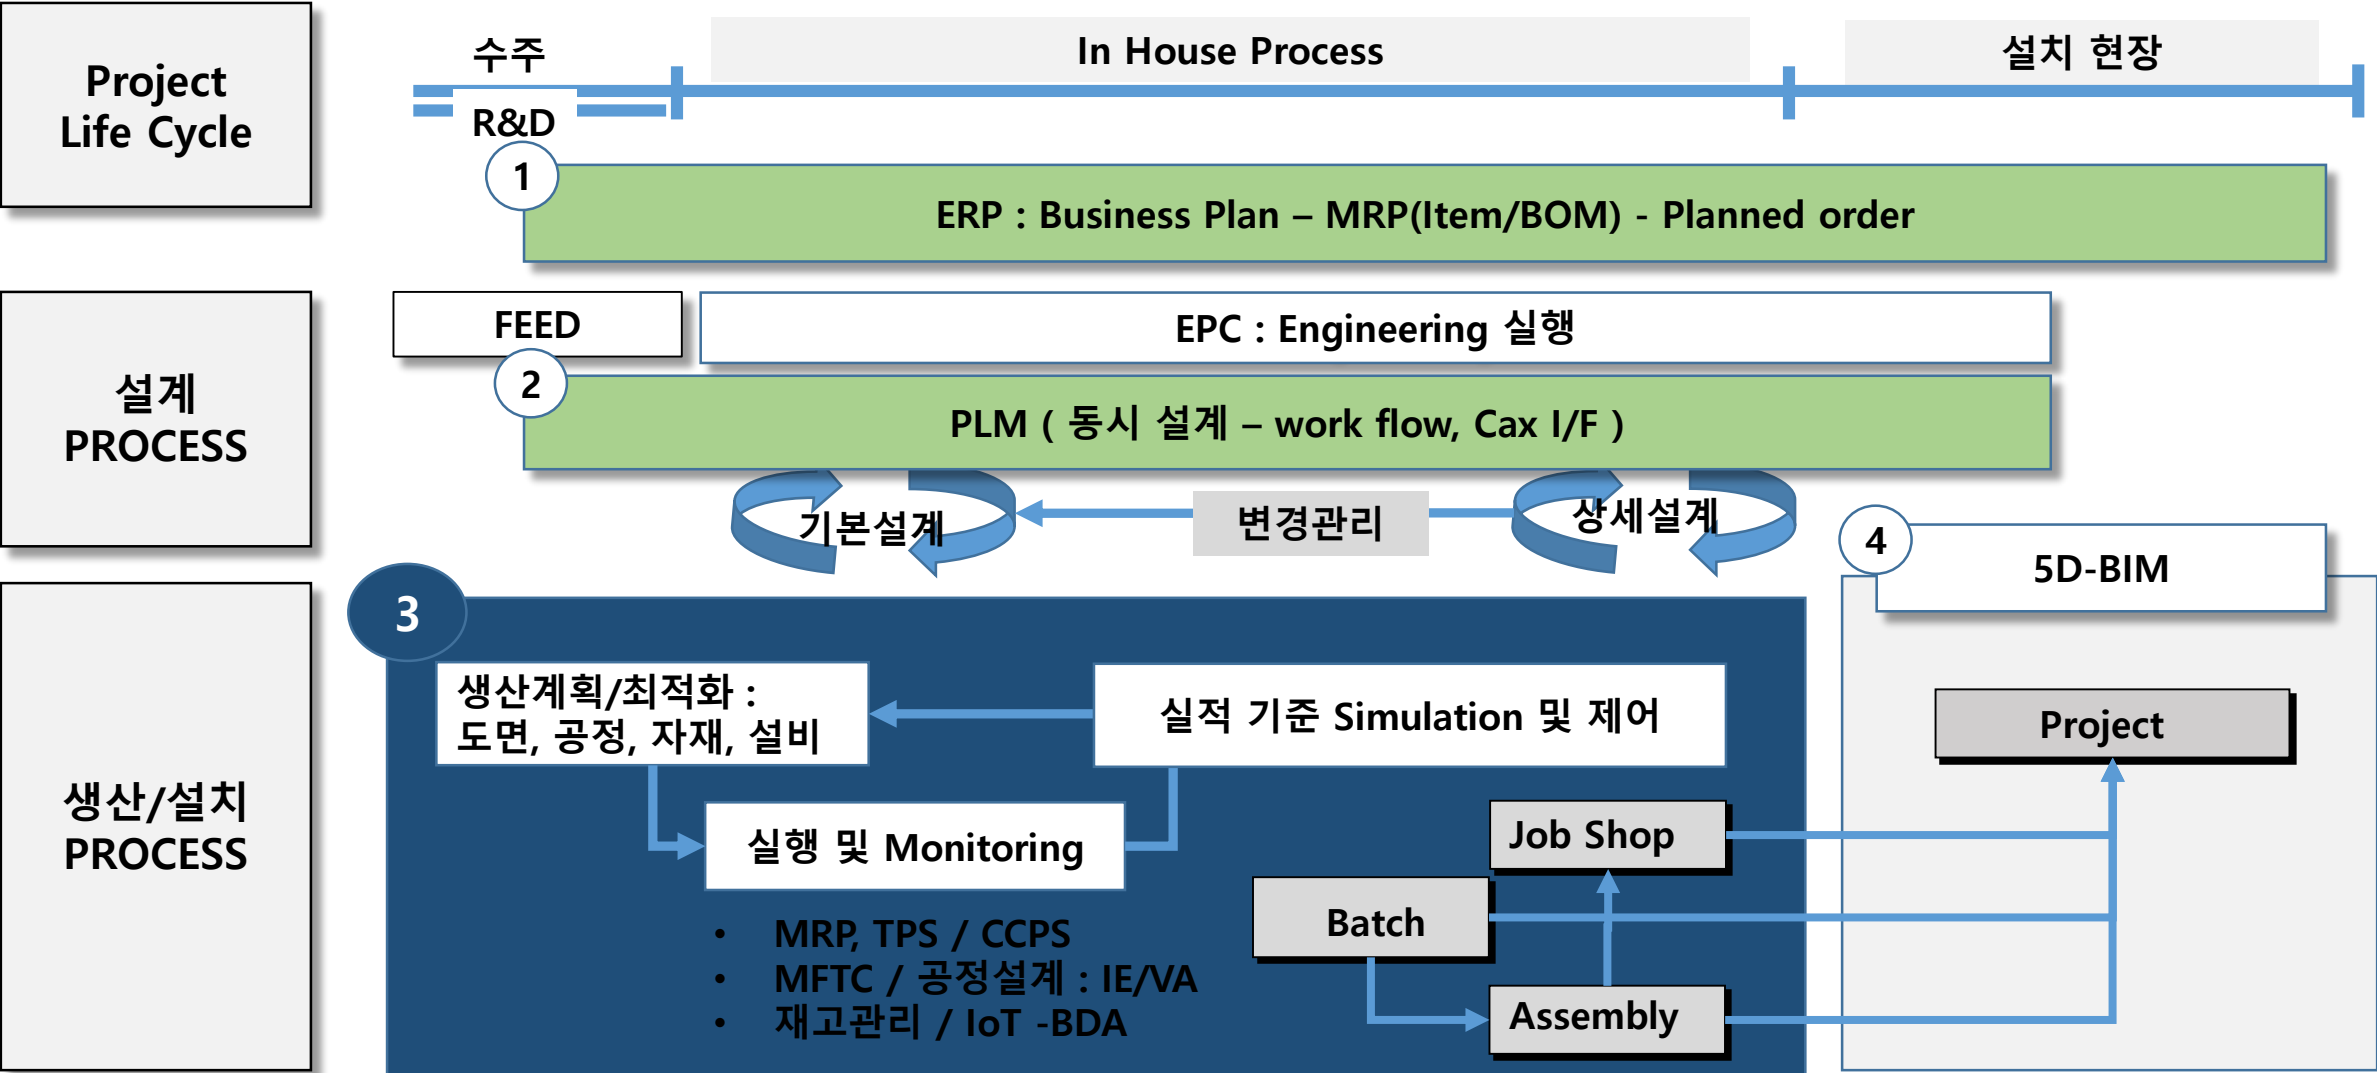 Project
Life Cycle
수주
R&D
In House Process
설치 현장
1
ERP : Business Plan – MRP(Item/BOM) - Planned order
설계
PROCESS
FEED
EPC : Engineering 실행
2
PLM ( 동시 설계 – work flow, Cax I/F )
기본설계
변경관리
상세설계
생산/설치
PROCESS
3
생산계획/최적화 :
도면, 공정, 자재, 설비
실적 기준 Simulation 및 제어
실행 및 Monitoring
• MRP, TPS / CCPS
• MFTC / 공정설계 : IE/VA
• 재고관리 / IoT -BDA
Job Shop
Batch
Assembly
4
5D-BIM
Project